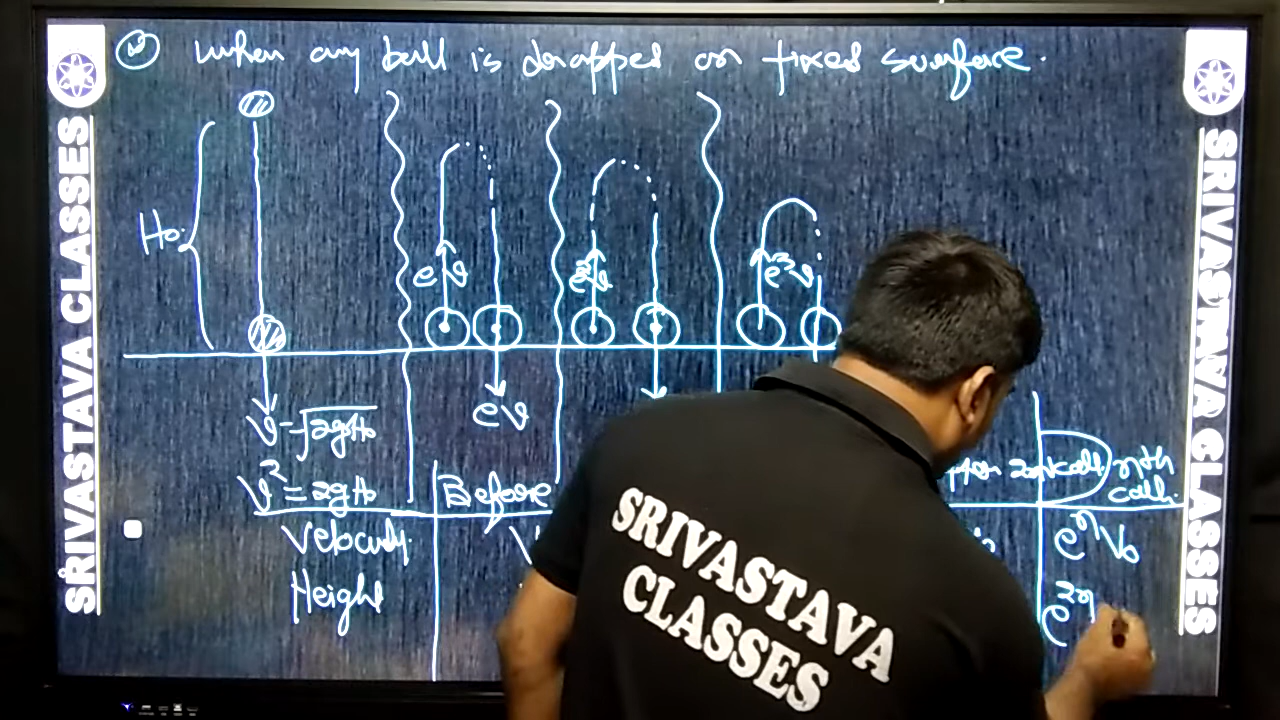 when any ball is dropped on fixed surface.
SRIVASTAVA CLASSES
SRIVASTAVA CLASSES
H₀
ev
e²v
e³v
ev
v = √2gH₀
v² = 2gH₀
Before
nth
coll.
Velocity
Height
eⁿV₀
e²ⁿ
SRIVASTAVA
CLASSES